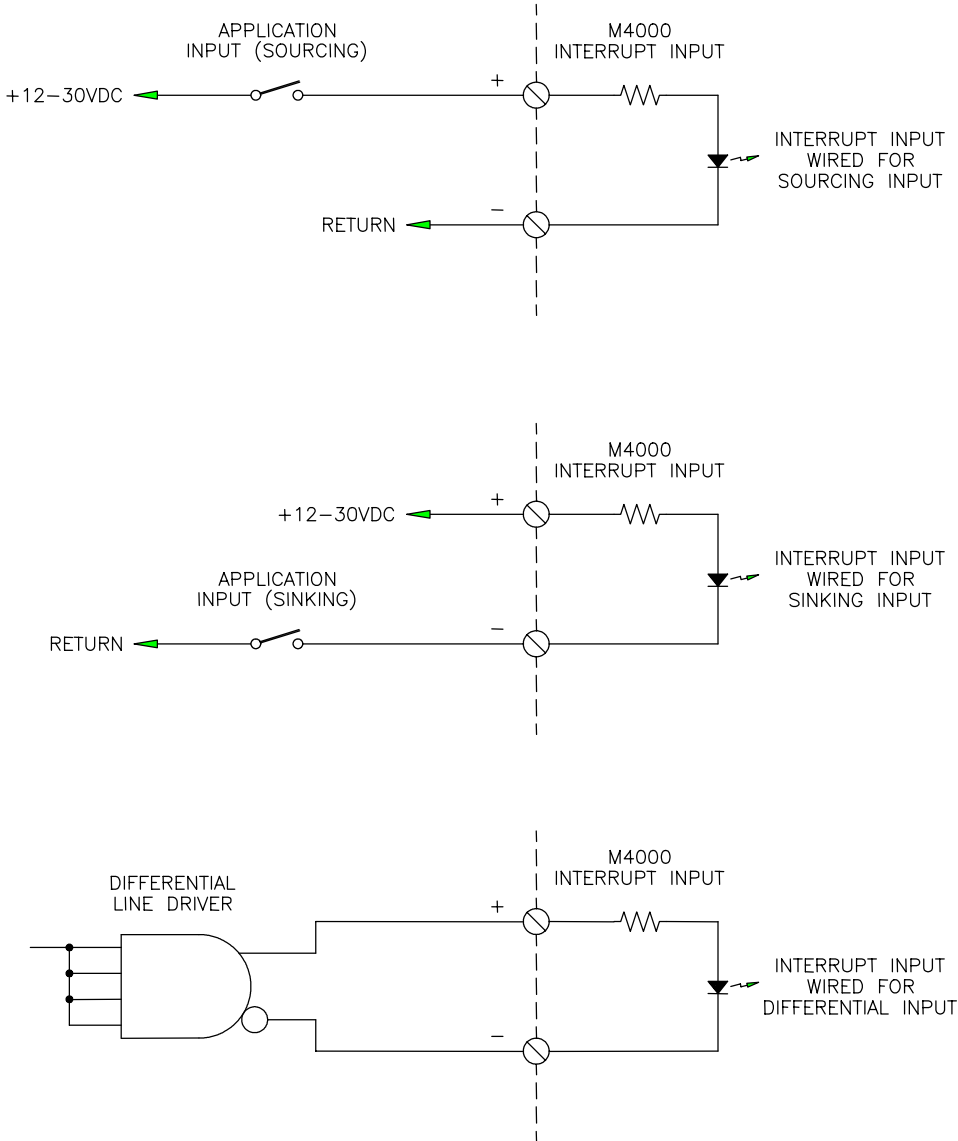 APPLICATION
INPUT (SOURCING)
M4000
INTERRUPT INPUT
+12-30VDC
+
INTERRUPT INPUT
WIRED FOR
SOURCING INPUT
RETURN
−
M4000
INTERRUPT INPUT
+12-30VDC
+
APPLICATION
INPUT (SINKING)
INTERRUPT INPUT
WIRED FOR
SINKING INPUT
RETURN
−
M4000
INTERRUPT INPUT
DIFFERENTIAL
LINE DRIVER
+
INTERRUPT INPUT
WIRED FOR
DIFFERENTIAL INPUT
−